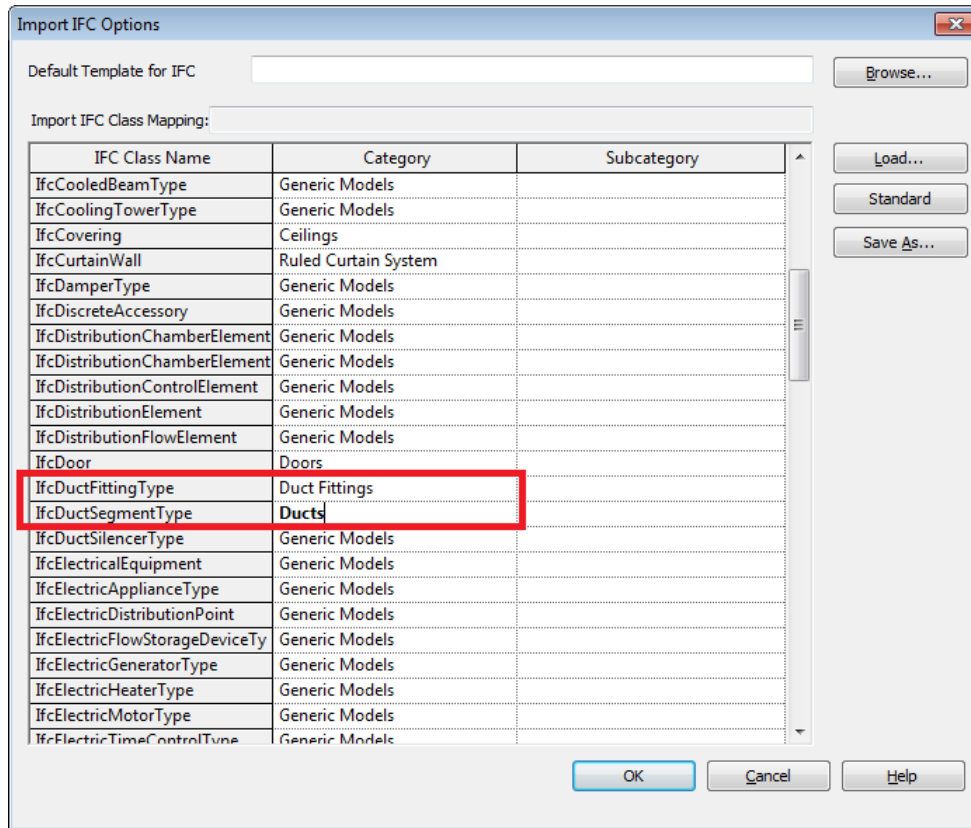 Import IFC Options
Default Template for IFC Browse...
Import IFC Class Mapping:
IFC Class Name Category Subcategory Load...
IfcCooledBeamType Generic Models
IfcCoolingTowerType Generic Models Standard
IfcCovering Ceilings Save As...
IfcCurtainWall Ruled Curtain System
IfcDamperType Generic Models
IfcDiscreteAccessory Generic Models
IfcDistributionChamberElement Generic Models
IfcDistributionChamberElement Generic Models
IfcDistributionControlElement Generic Models
IfcDistributionElement Generic Models
IfcDistributionFlowElement Generic Models
IfcDoor Doors
IfcDuctFittingType Duct Fittings
IfcDuctSegmentType Ducts
IfcDuctSilencerType Generic Models
IfcElectricalEquipment Generic Models
IfcElectricApplianceType Generic Models
IfcElectricDistributionPoint Generic Models
IfcElectricFlowStorageDeviceTy Generic Models
IfcElectricGeneratorType Generic Models
IfcElectricHeaterType Generic Models
IfcElectricMotorType Generic Models
IfcElectricTimeControlType Generic Models
OK Cancel Help